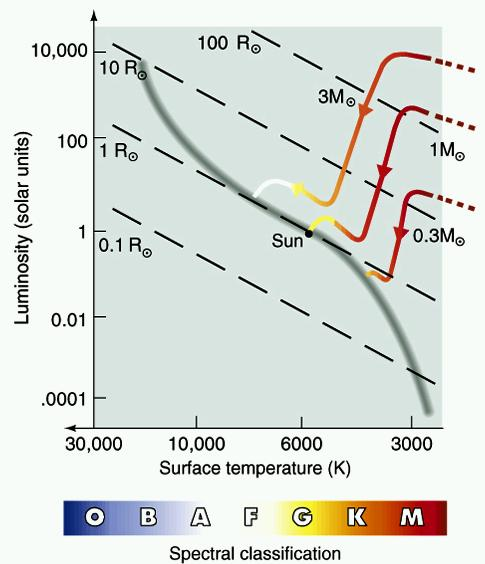 100 R☉
10,000
10 R☉
3M☉
100
1M☉
1 R☉
1
Sun
0.3M☉
0.1 R☉
0.01
.0001
Luminosity (solar units)
30,000 10,000 6000 3000
Surface temperature (K)
O B A F G K M
Spectral classification